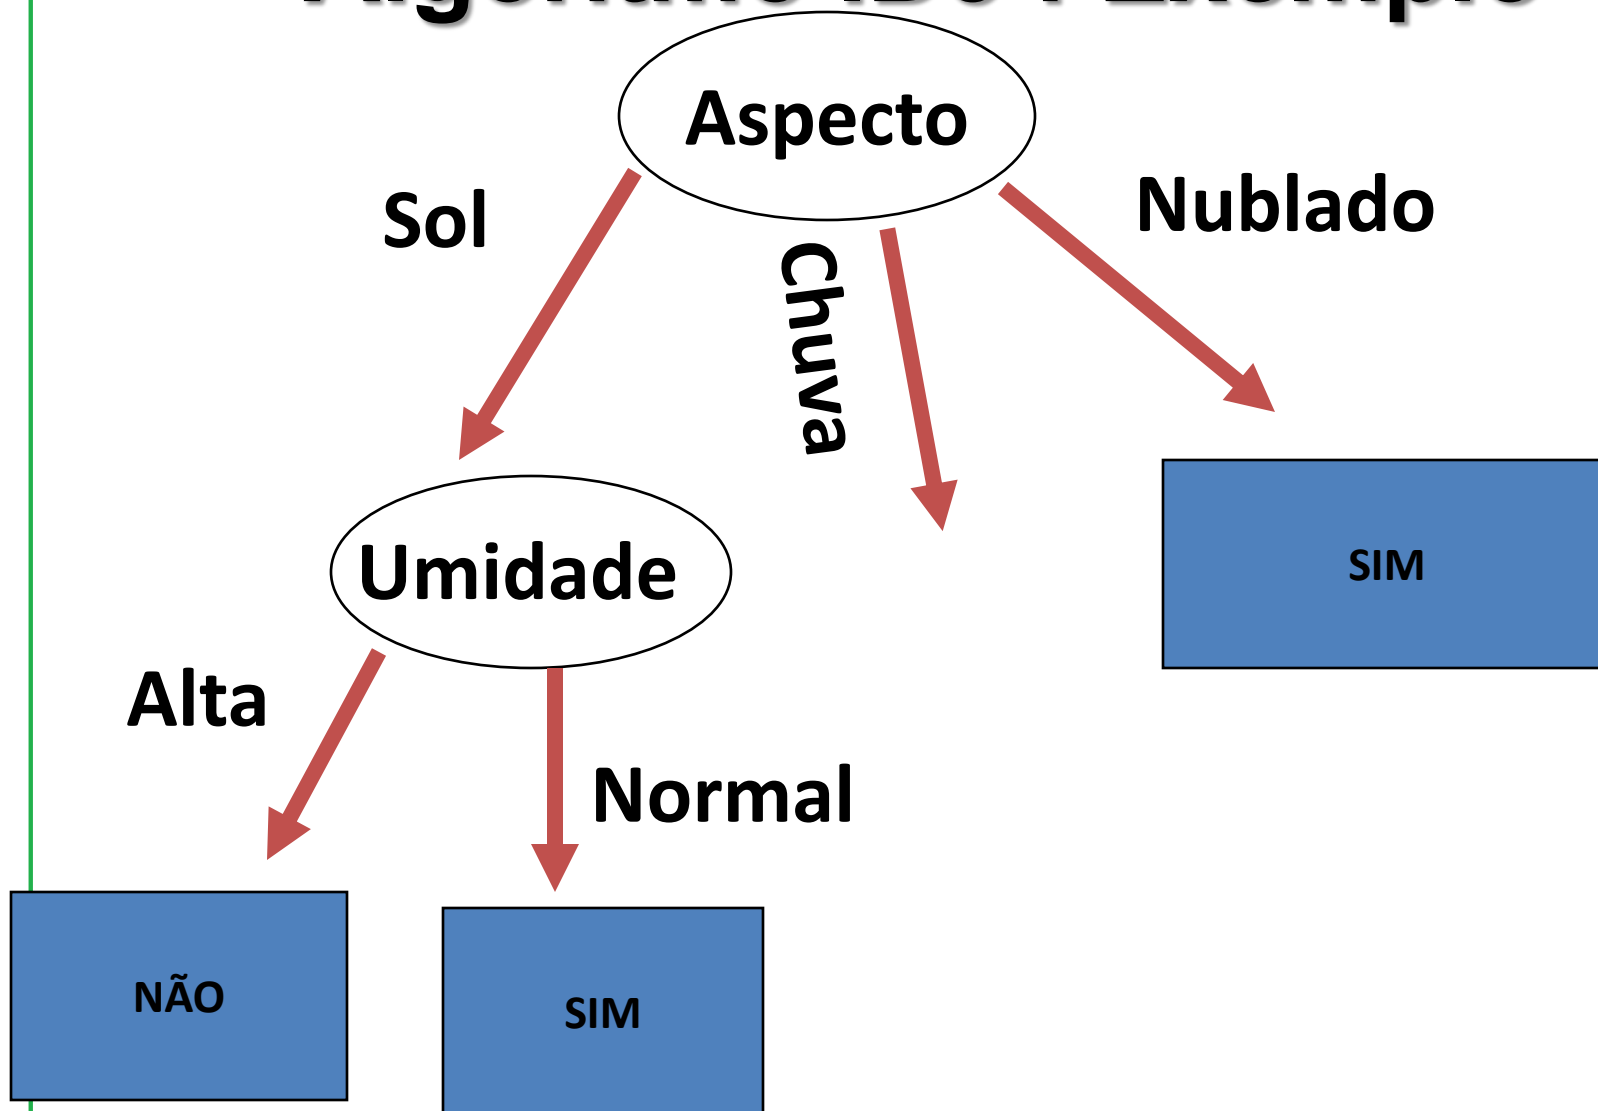 Aspecto
Sol
Chuva
Nublado
Umidade
SIM
Alta
Normal
NÃO
SIM